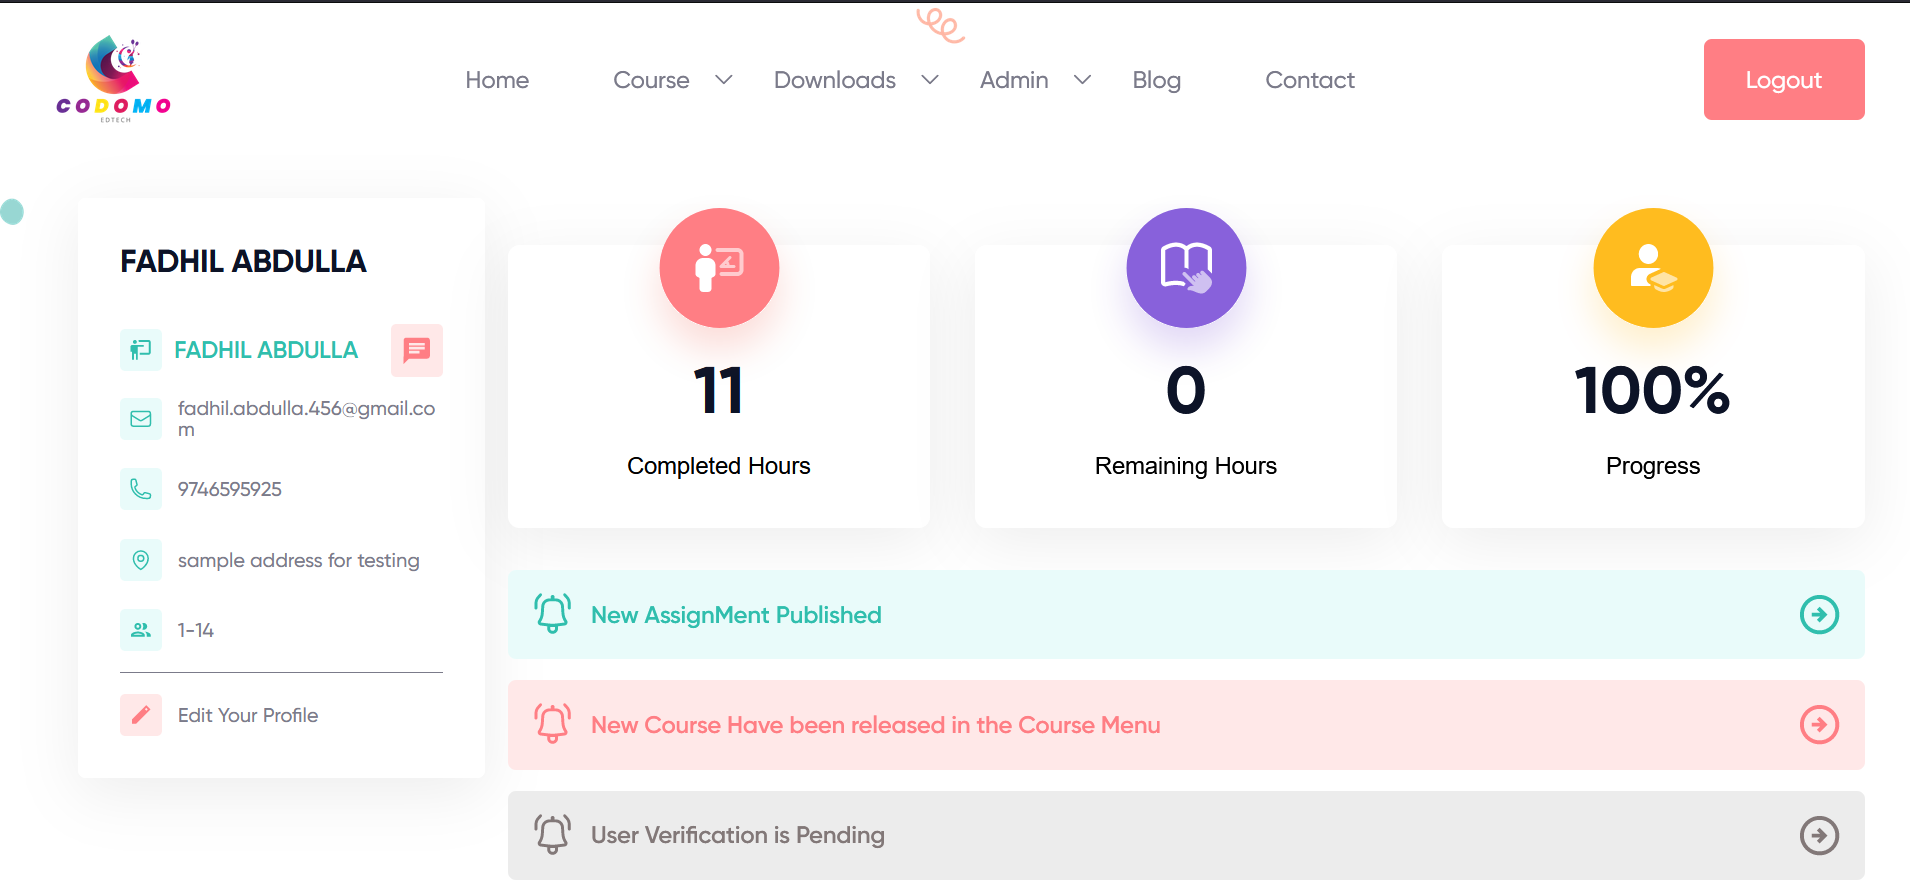 CODOMO
EDTECH
Home
Course
Downloads
Admin
Blog
Contact
Logout
FADHIL ABDULLA
FADHIL ABDULLA
fadhil.abdulla.456@gmail.co
m
9746595925
sample address for testing
1-14
Edit Your Profile
11
Completed Hours
0
Remaining Hours
100%
Progress
New AssignMent Published
New Course Have been released in the Course Menu
User Verification is Pending